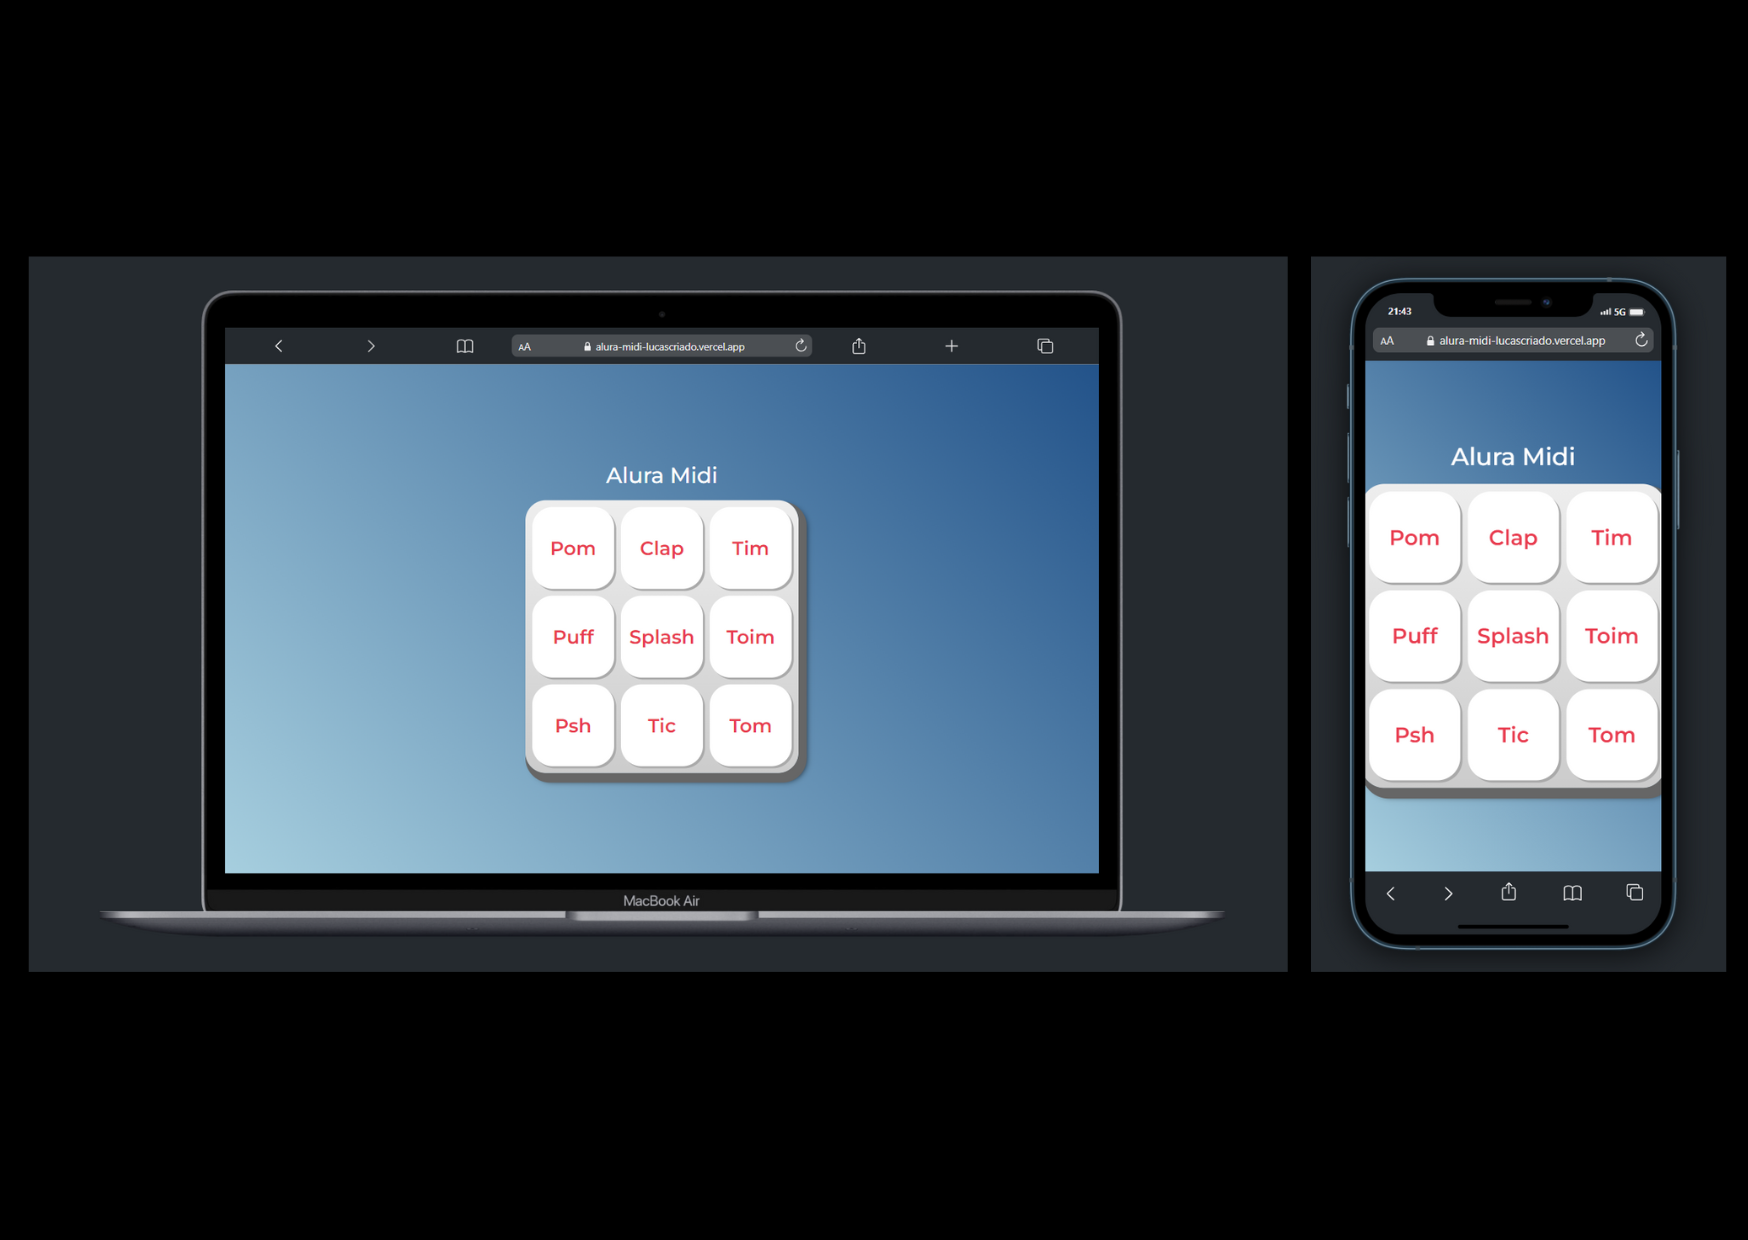 AA alura-midi-lucascriado.vercel.app
Alura Midi
Pom Clap Tim
Puff Splash Toim
Psh Tic Tom
MacBook Air
21:43 5G
AA alura-midi-lucascriado.vercel.app
Alura Midi
Pom Clap Tim
Puff Splash Toim
Psh Tic Tom